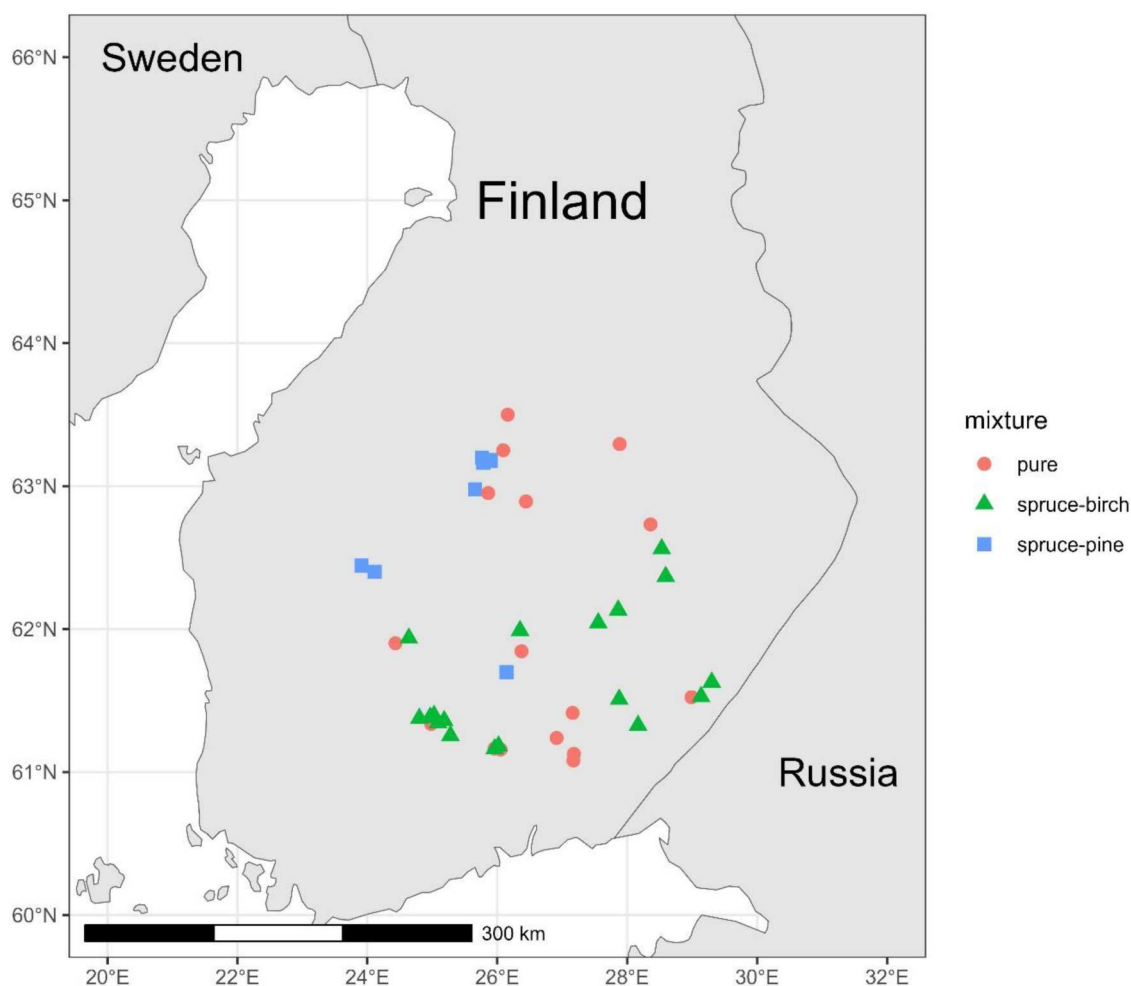 66°N
Sweden
65°N
Finland
64°N
mixture
pure
63°N
spruce-birch
spruce-pine
62°N
61°N
Russia
60°N
300 km
20°E 22°E 24°E 26°E 28°E 30°E 32°E